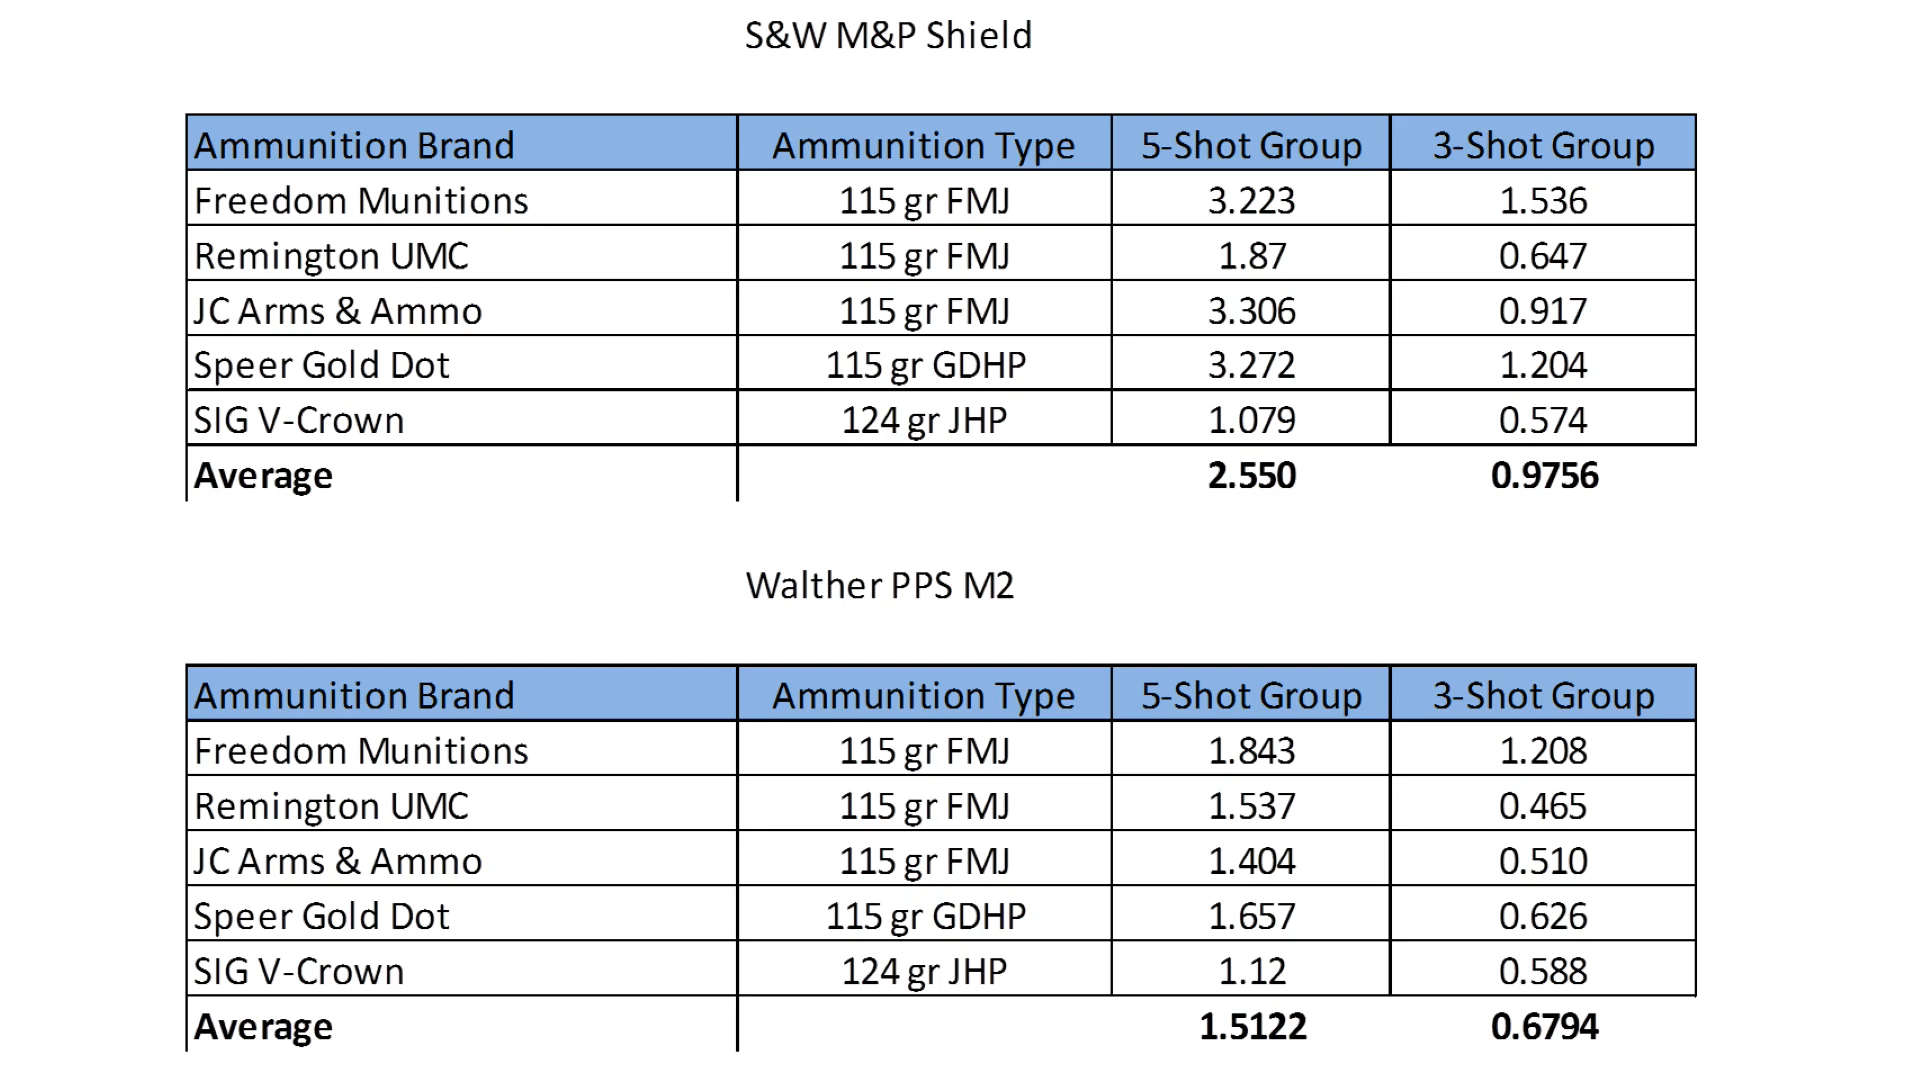 S&W M&P Shield
Ammunition Brand Ammunition Type 5-Shot Group 3-Shot Group
Freedom Munitions 115 gr FMJ 3.223 1.536
Remington UMC 115 gr FMJ 1.87 0.647
JC Arms & Ammo 115 gr FMJ 3.306 0.917
Speer Gold Dot 115 gr GDHP 3.272 1.204
SIG V-Crown 124 gr JHP 1.079 0.574
Average 2.550 0.9756
Walther PPS M2
Ammunition Brand Ammunition Type 5-Shot Group 3-Shot Group
Freedom Munitions 115 gr FMJ 1.843 1.208
Remington UMC 115 gr FMJ 1.537 0.465
JC Arms & Ammo 115 gr FMJ 1.404 0.510
Speer Gold Dot 115 gr GDHP 1.657 0.626
SIG V-Crown 124 gr JHP 1.12 0.588
Average 1.5122 0.6794